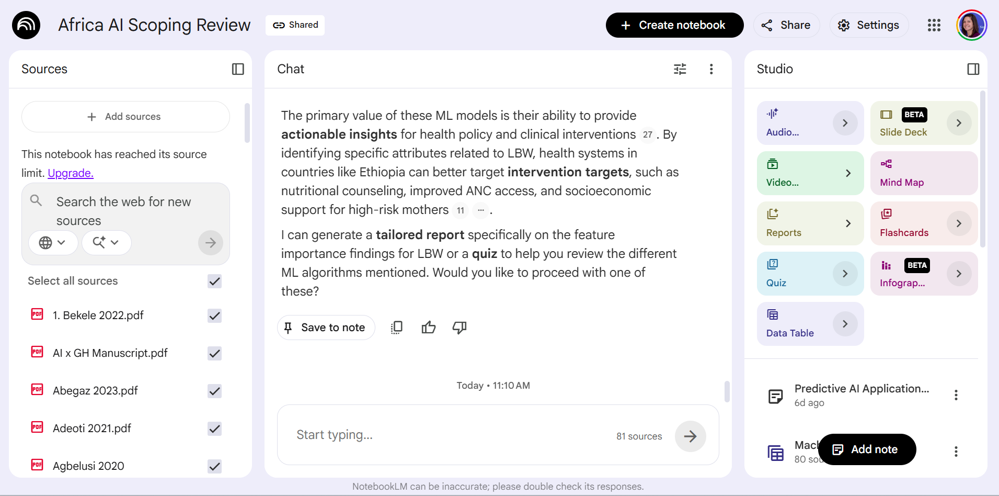 Africa AI Scoping Review
Shared
Create notebook
Share
Settings
Sources
Add sources
This notebook has reached its source
limit. Upgrade.
Search the web for new
sources
Select all sources
1. Bekele 2022.pdf
AI x GH Manuscript.pdf
Abegaz 2023.pdf
Adeoti 2021.pdf
Agbelusi 2020
Chat
The primary value of these ML models is their ability to provide
actionable insights for health policy and clinical interventions 27 . By
identifying specific attributes related to LBW, health systems in
countries like Ethiopia can better target intervention targets, such as
nutritional counseling, improved ANC access, and socioeconomic
support for high-risk mothers 11 ... .
I can generate a tailored report specifically on the feature
importance findings for LBW or a quiz to help you review the different
ML algorithms mentioned. Would you like to proceed with one of
these?
Save to note
Today • 11:10 AM
Start typing...
81 sources
NotebookLM can be inaccurate; please double check its responses.
Studio
Audio...
BETA
Slide Deck
Video...
Mind Map
Reports
Flashcards
Quiz
BETA
Infograp...
Data Table
Predictive AI Application...
6d ago
80
Add note